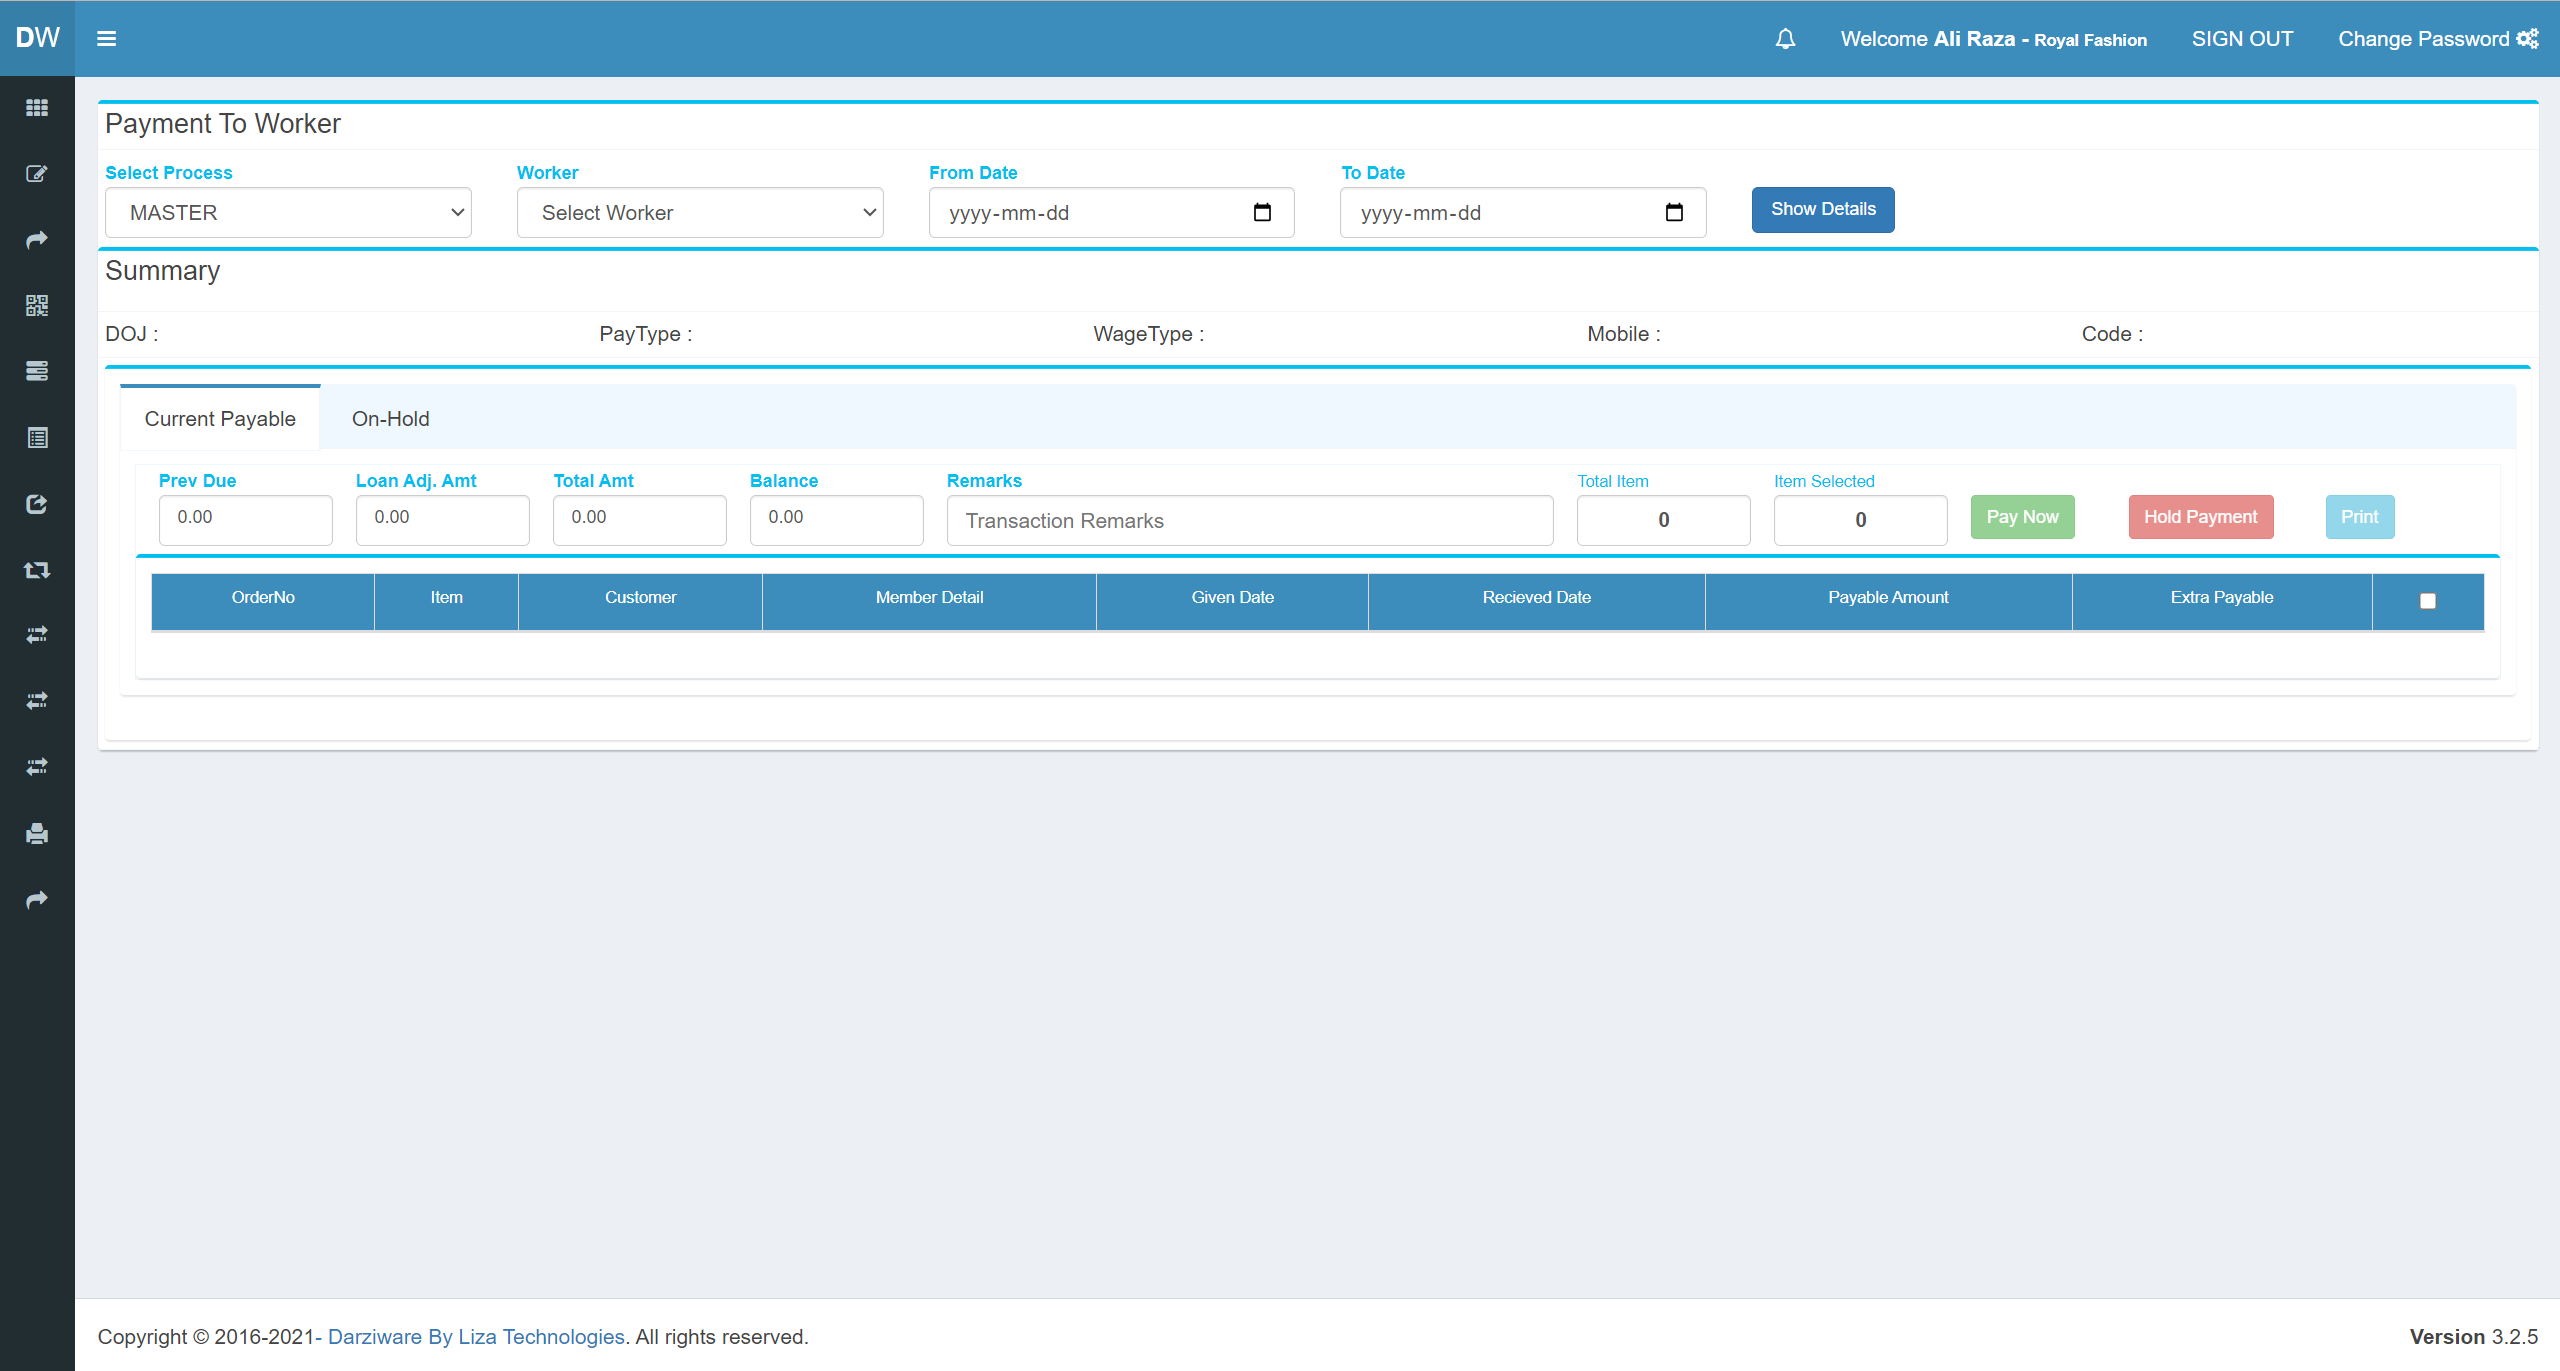 DW
Welcome Ali Raza - Royal Fashion SIGN OUT Change Password
Payment To Worker
Select Process Worker From Date To Date
MASTER Select Worker yyyy-mm-dd yyyy-mm-dd Show Details
Summary
DOJ : PayType : WageType : Mobile : Code :
Current Payable On-Hold
Prev Due Loan Adj. Amt Total Amt Balance Remarks Total Item Item Selected
0.00 0.00 0.00 0.00 Transaction Remarks 0 0 Pay Now Hold Payment Print
OrderNo Item Customer Member Detail Given Date Recieved Date Payable Amount Extra Payable
Copyright © 2016-2021- Darziware By Liza Technologies. All rights reserved. Version 3.2.5